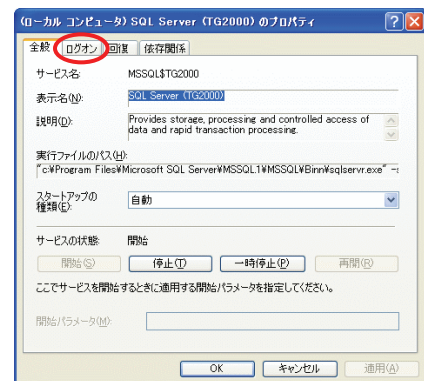 (ローカル コンピュータ) SQL Server (TG2000) のプロパティ
全般 ログオン 回復 依存関係
サービス名: MSSQL$TG2000
表示名(N): SQL Server (TG2000)
説明(D): Provides storage, processing and controlled access of
data and rapid transaction processing.
実行ファイルのパス(H):
"c:¥Program Files¥Microsoft SQL Server¥MSSQL.1¥MSSQL¥Binn¥sqlservr.exe" -s
スタートアップの
種類(E): 自動
サービスの状態: 開始
開始(S) 停止(T) 一時停止(P) 再開(R)
ここでサービスを開始するときに適用する開始パラメータを指定してください。
開始パラメータ(M):
OK キャンセル 適用(A)